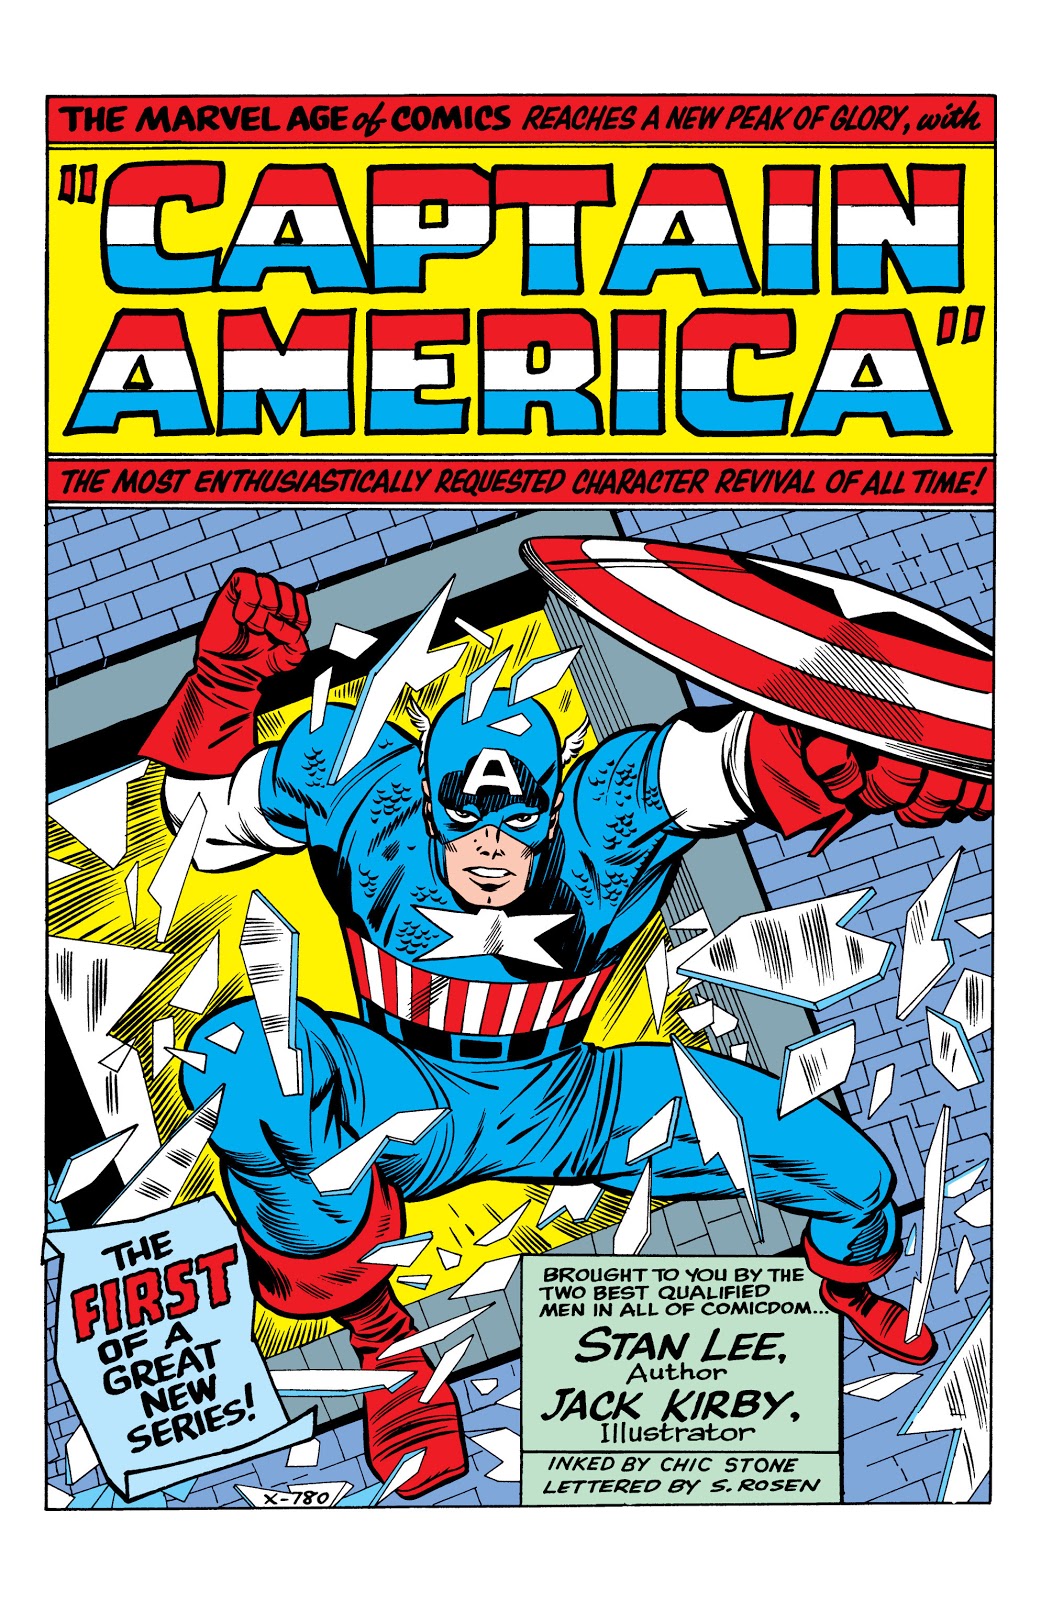 THE MARVEL AGE of COMICS REACHES A NEW PEAK OF GLORY, with
"CAPTAIN
AMERICA"
THE MOST ENTHUSIASTICALLY REQUESTED CHARACTER REVIVAL OF ALL TIME!
A
THE
FIRST
OF A
GREAT
NEW
SERIES!
X-780
BROUGHT TO YOU BY THE
TWO BEST QUALIFIED
MEN IN ALL OF COMICDOM...
STAN LEE,
Author
JACK KIRBY,
Illustrator
INKED BY CHIC STONE
LETTERED BY S. ROSEN